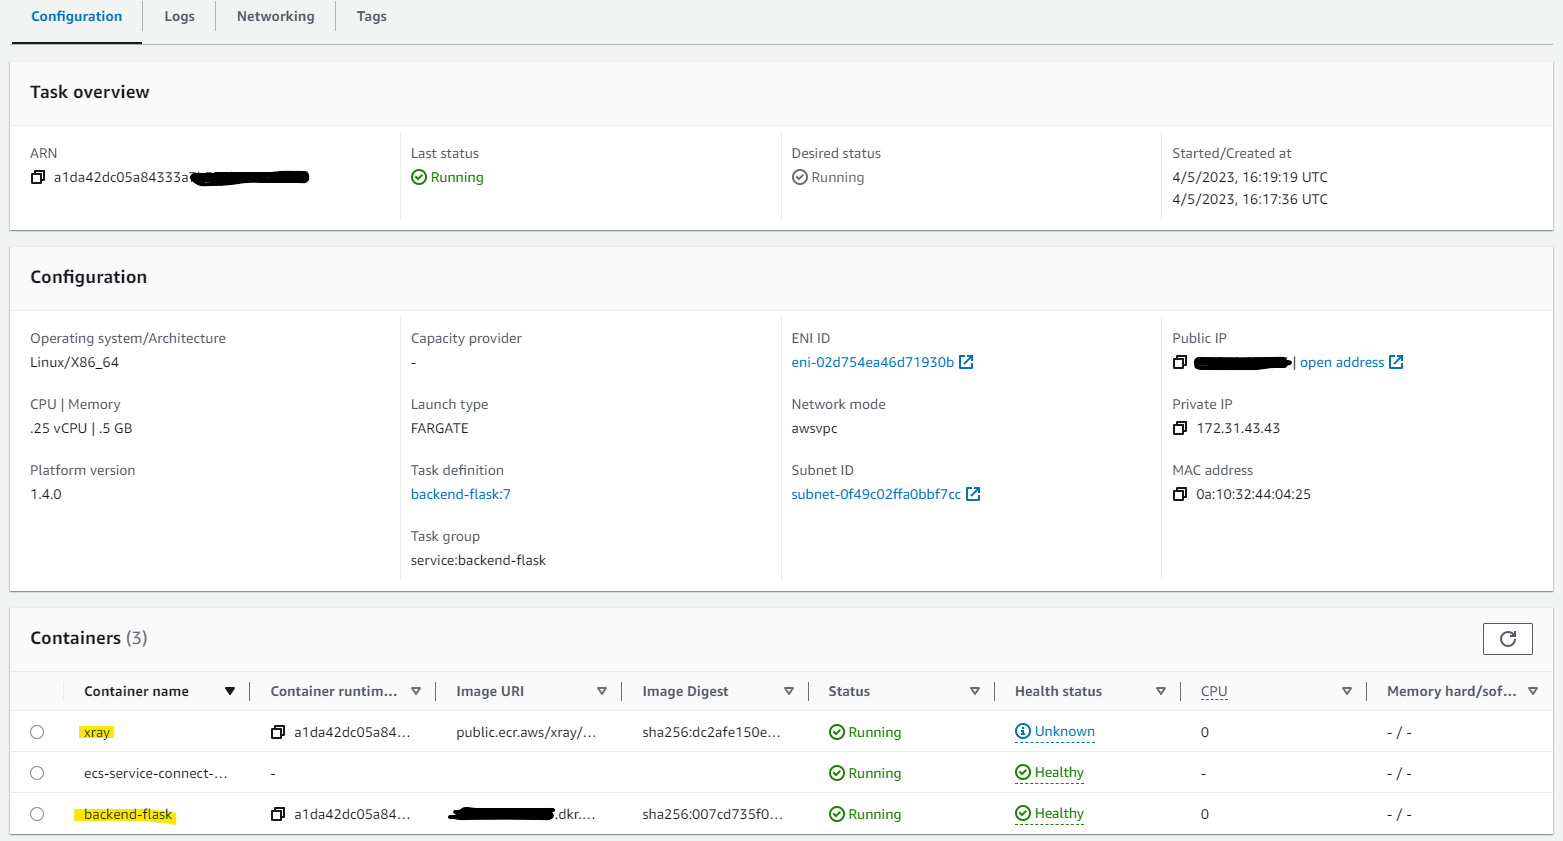 Configuration Logs Networking Tags
Task overview
ARN Last status Desired status Started/Created at
a1da42dc05a84333a Running Running 4/5/2023, 16:19:19 UTC
4/5/2023, 16:17:36 UTC
Configuration
Operating system/Architecture Capacity provider ENI ID Public IP
Linux/X86_64 - eni-02d754ea46d71930b | open address
CPU | Memory Launch type Network mode Private IP
.25 vCPU | .5 GB FARGATE awsvpc 172.31.43.43
Platform version Task definition Subnet ID MAC address
1.4.0 backend-flask:7 subnet-0f49c02ffa0bbf7cc 0a:10:32:44:04:25
Task group
service:backend-flask
Containers (3)
Container name Container runtim... Image URI Image Digest Status Health status CPU Memory hard/sof...
xray a1da42dc05a84... public.ecr.aws/xray/... sha256:dc2afe150e... Running Unknown 0 - / -
ecs-service-connect-... - Running Healthy - - / -
backend-flask a1da42dc05a84... .dkr.... sha256:007cd735f0... Running Healthy 0 - / -